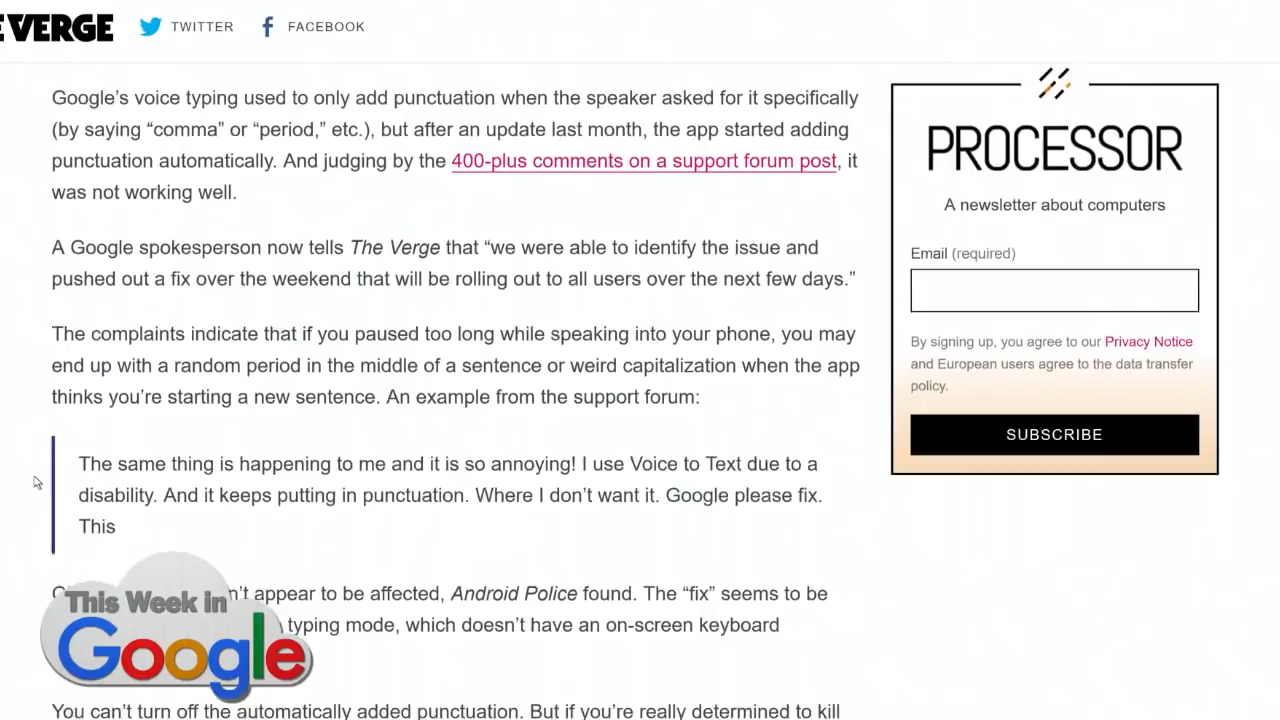 E VERGE
TWITTER
FACEBOOK
Google’s voice typing used to only add punctuation when the speaker asked for it specifically
(by saying “comma” or “period,” etc.), but after an update last month, the app started adding
punctuation automatically. And judging by the 400-plus comments on a support forum post, it
was not working well.
A Google spokesperson now tells The Verge that “we were able to identify the issue and
pushed out a fix over the weekend that will be rolling out to all users over the next few days.”
The complaints indicate that if you paused too long while speaking into your phone, you may
end up with a random period in the middle of a sentence or weird capitalization when the app
thinks you’re starting a new sentence. An example from the support forum:
The same thing is happening to me and it is so annoying! I use Voice to Text due to a
disability. And it keeps putting in punctuation. Where I don’t want it. Google please fix.
This
n’t appear to be affected, Android Police found. The “fix” seems to be
typing mode, which doesn’t have an on-screen keyboard
You can’t turn off the automatically added punctuation. But if you’re really determined to kill
PROCESSOR
A newsletter about computers
Email (required)
By signing up, you agree to our Privacy Notice
and European users agree to the data transfer
policy.
SUBSCRIBE
This Week in
Google